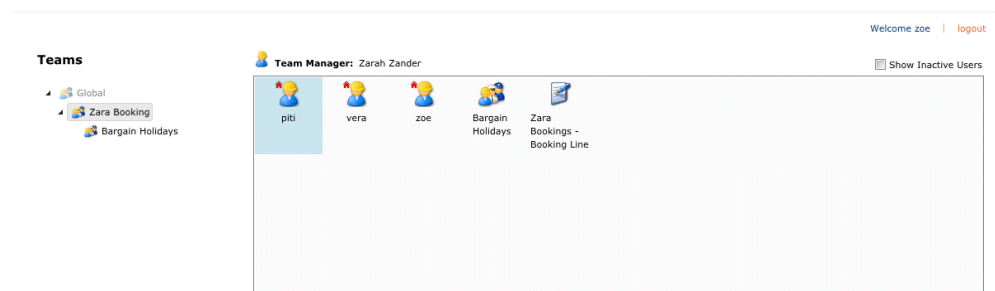 Welcome zoe | logout
Teams
Team Manager: Zarah Zander
Show Inactive Users
Global
Zara Booking
Bargain Holidays
piti
vera
zoe
Bargain
Holidays
Zara
Bookings -
Booking Line